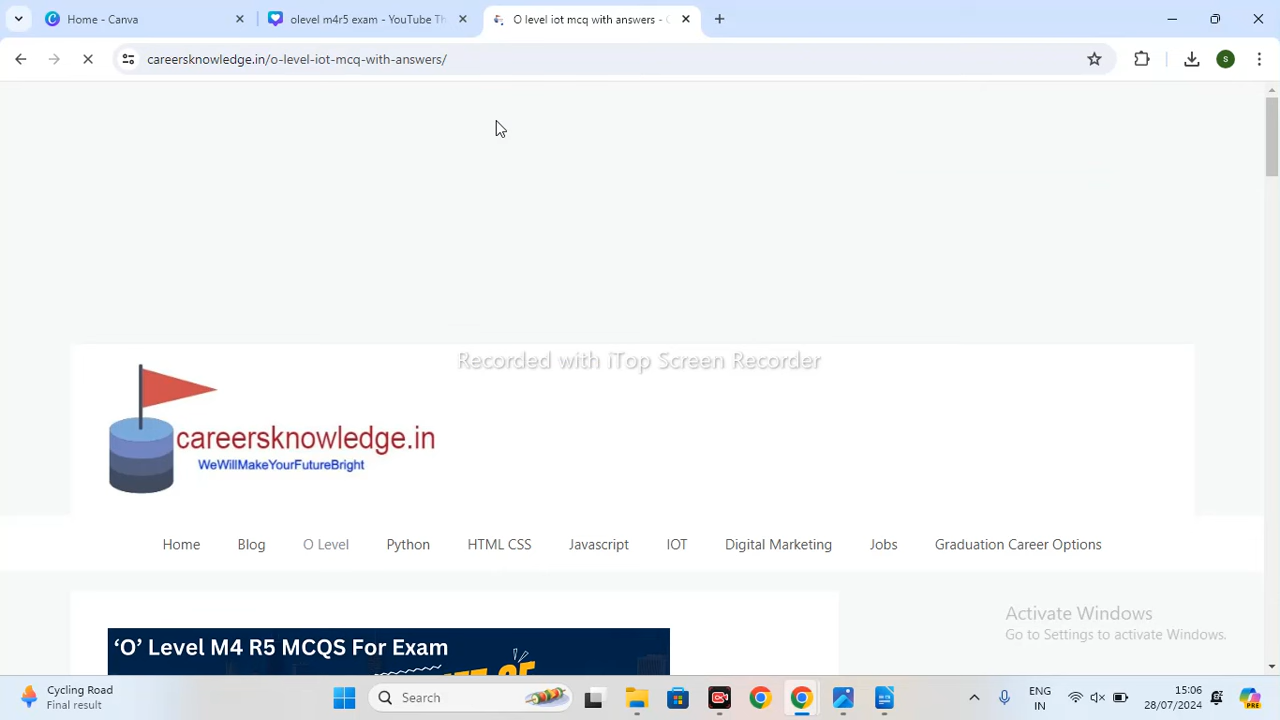 Home - Canva
olevel m4r5 exam - YouTube Th
O level iot mcq with answers -
careersknowledge.in/o-level-iot-mcq-with-answers/
S
Recorded with iTop Screen Recorder
careersknowledge.in
WeWillMakeYourFutureBright
Home Blog O Level Python HTML CSS Javascript IOT Digital Marketing Jobs Graduation Career Options
'O' Level M4 R5 MCQS For Exam
Activate Windows
Go to Settings to activate Windows.
Cycling Road
Final result
Search
ENG
IN
15:06
28/07/2024
PRE